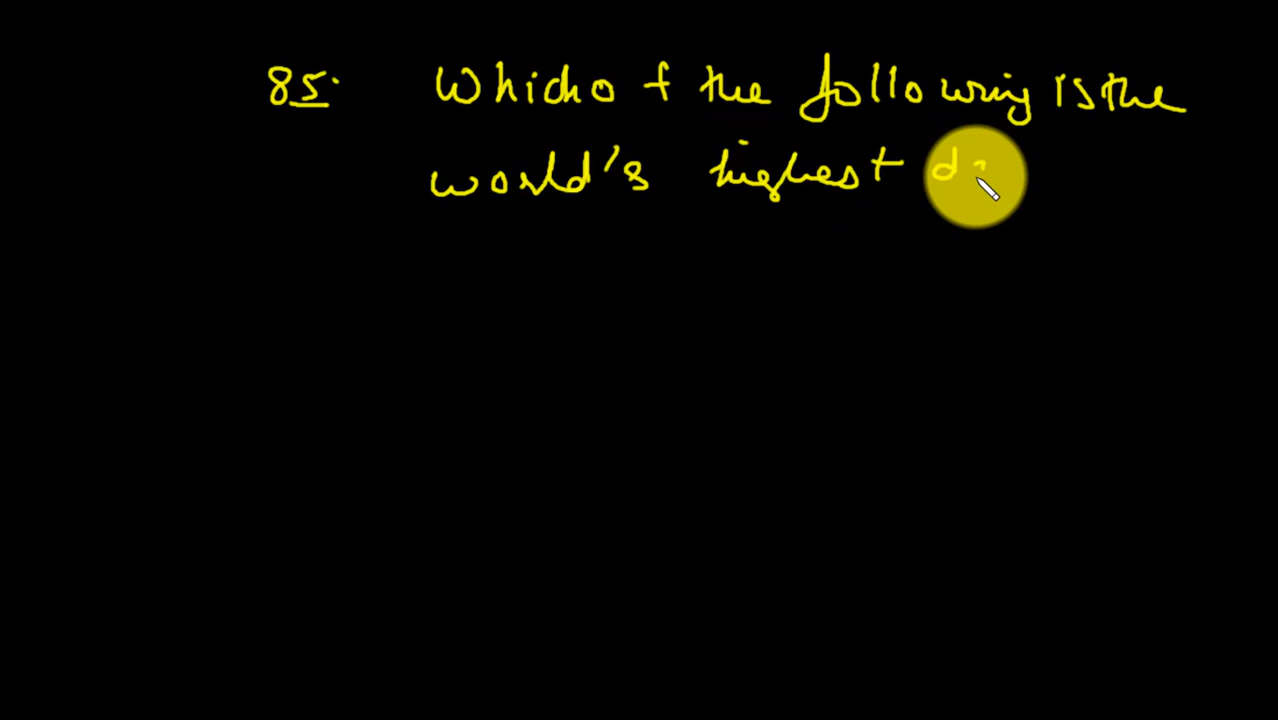 85. Which of the following is the
world's highest